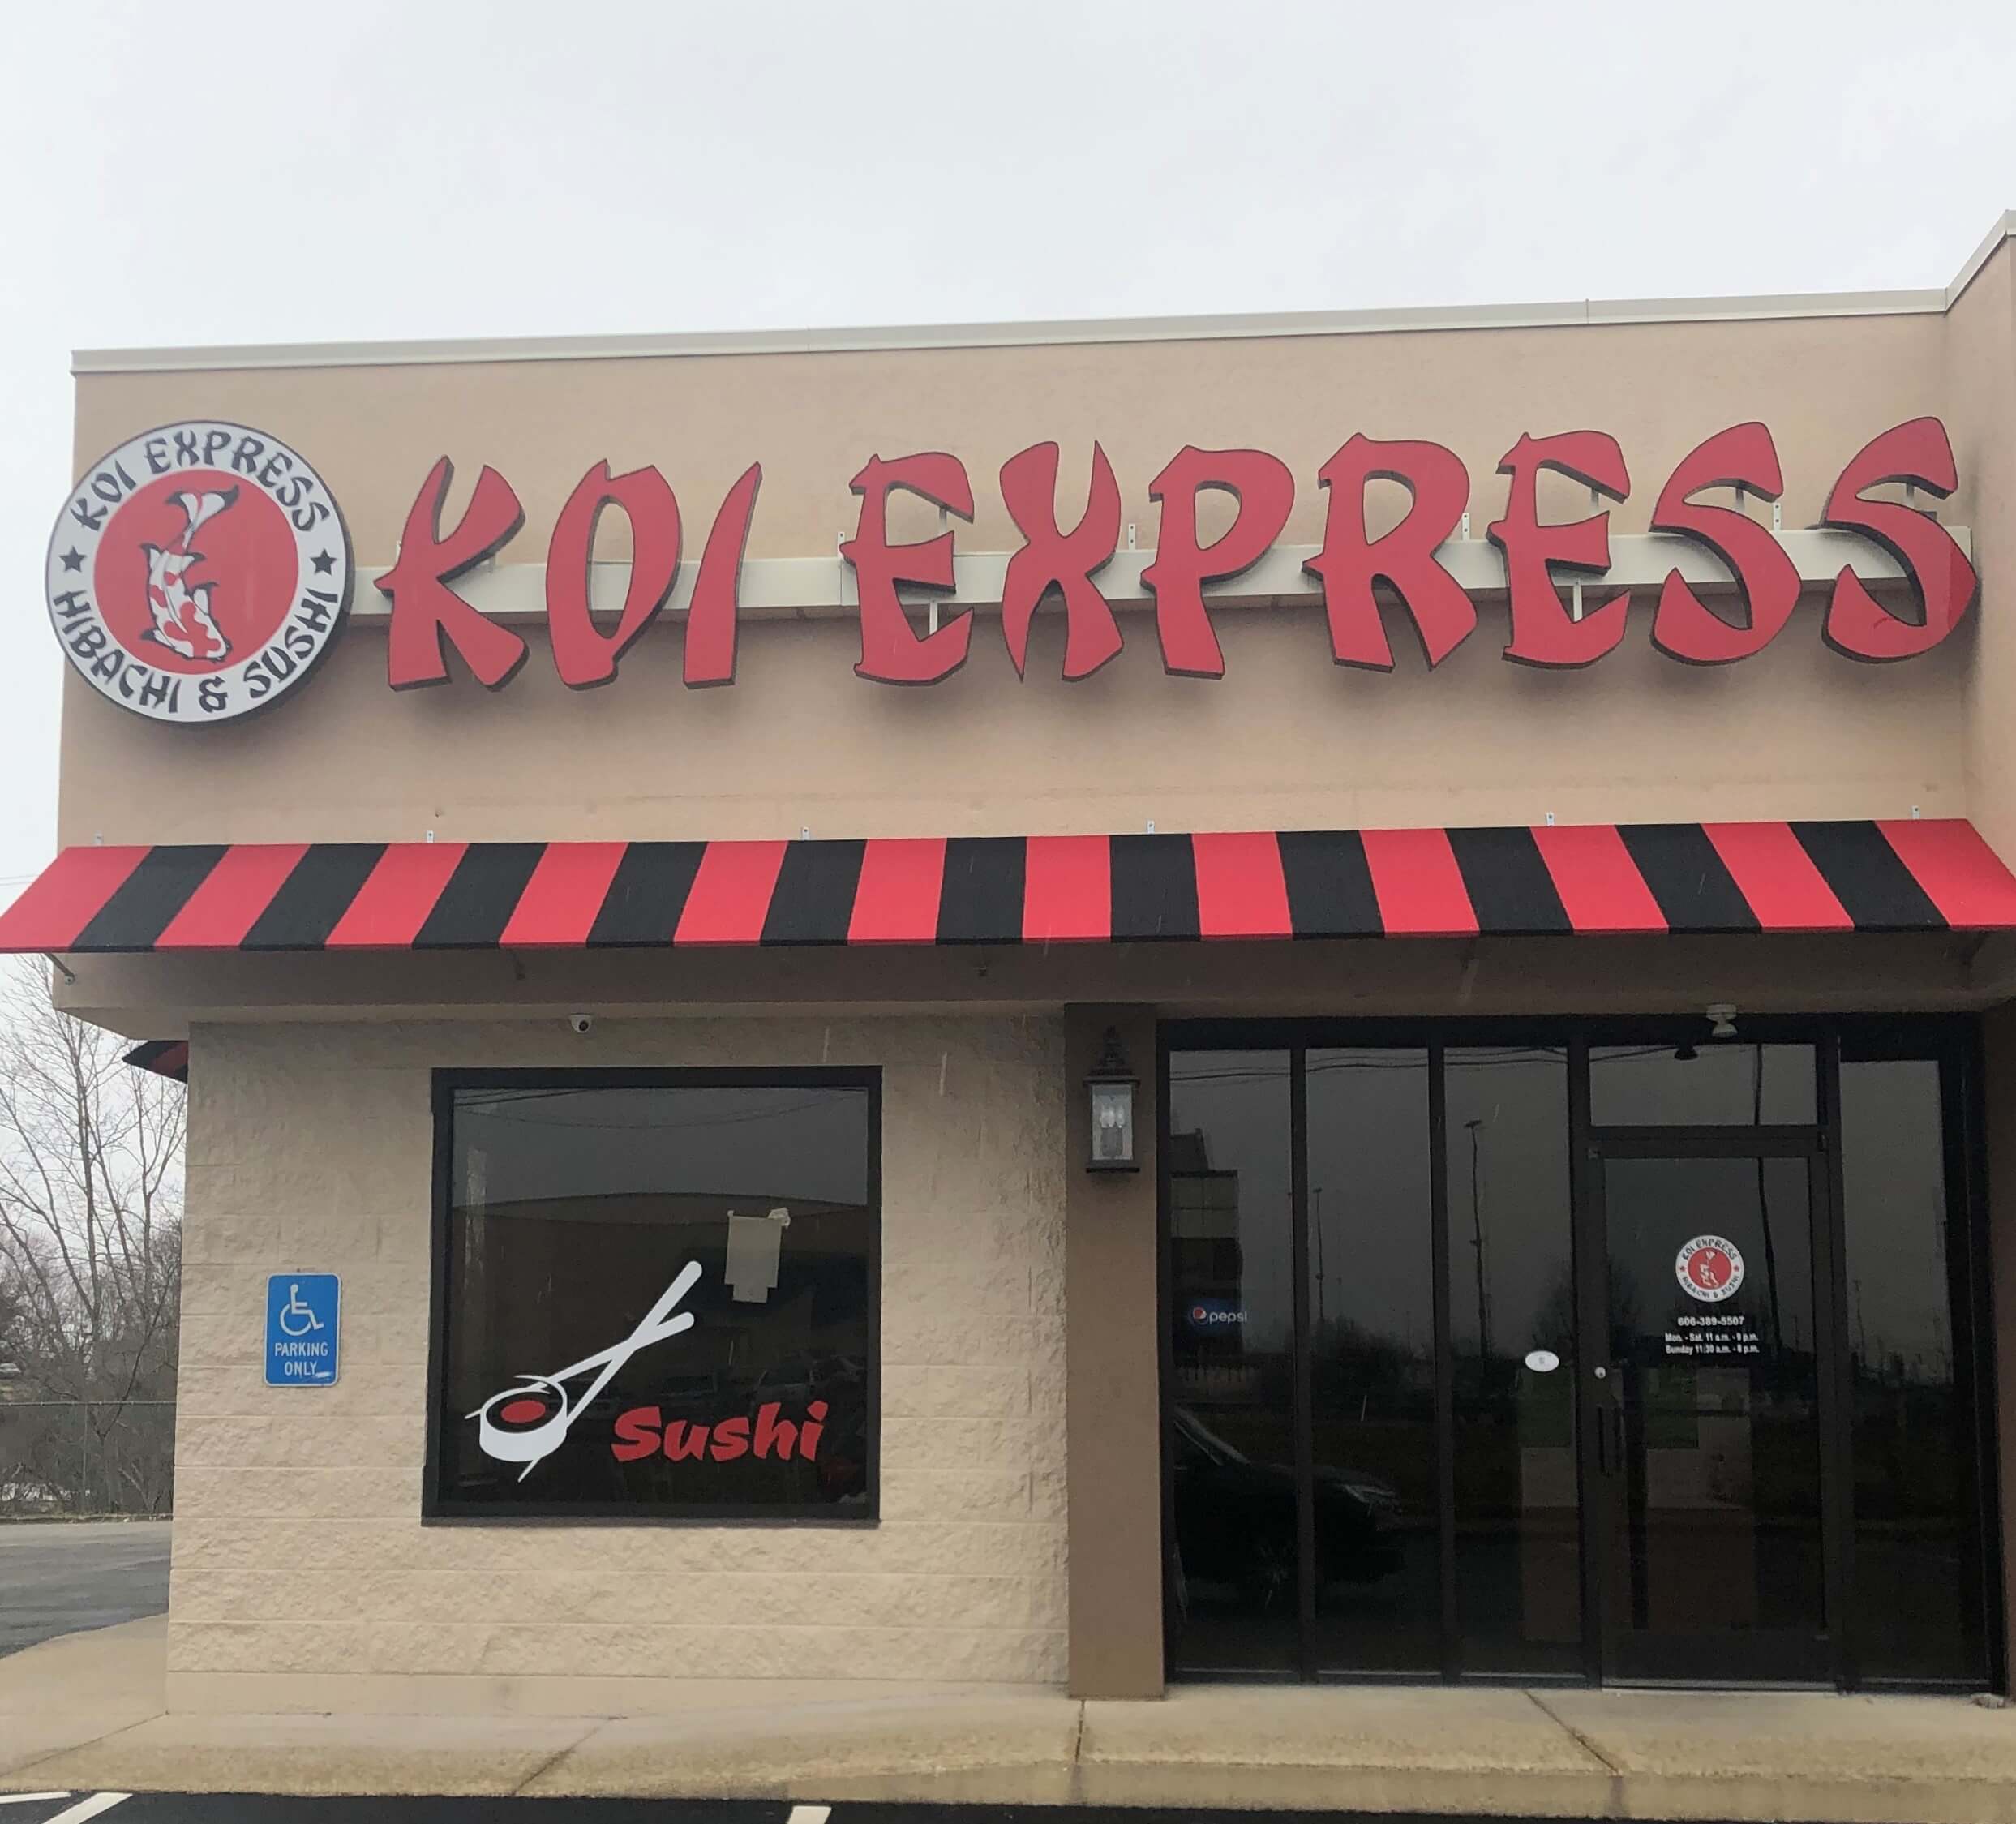 KOI EXPRESS
HIBACHI & SUSHI
KOI EXPRESS
PARKING
ONLY
Sushi
pepsi
KOI EXPRESS
HIBACHI & SUSHI
606-389-5507
Mon. - Sat. 11 a.m. - 9 p.m.
Sunday 11:30 a.m. - 8 p.m.